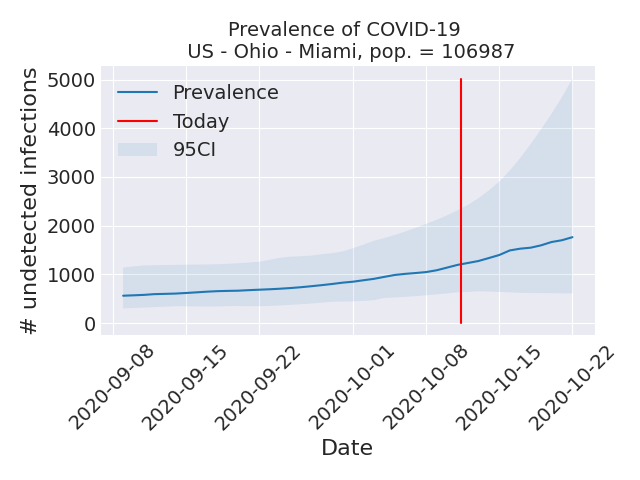 Prevalence of COVID-19
US - Ohio - Miami, pop. = 106987
# undetected infections
5000
4000
3000
2000
1000
0
Prevalence
Today
95CI
2020-09-08
2020-09-15
2020-09-22
2020-10-01
2020-10-08
2020-10-15
2020-10-22
Date